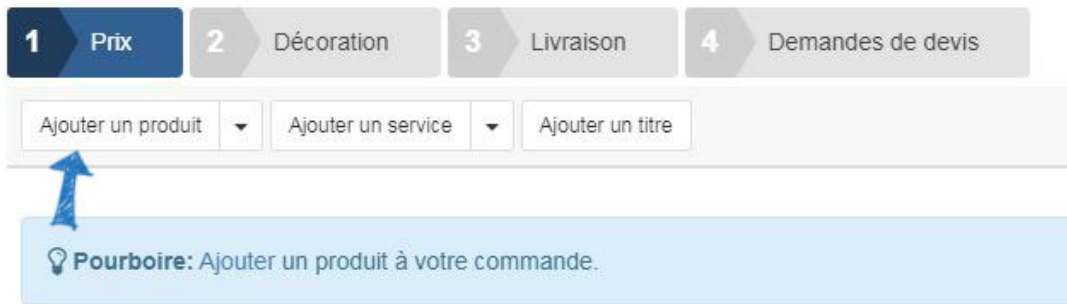 1 Prix 2 Décoration 3 Livraison 4 Demandes de devis
Ajouter un produit Ajouter un service Ajouter un titre
Pourboire: Ajouter un produit à votre commande.